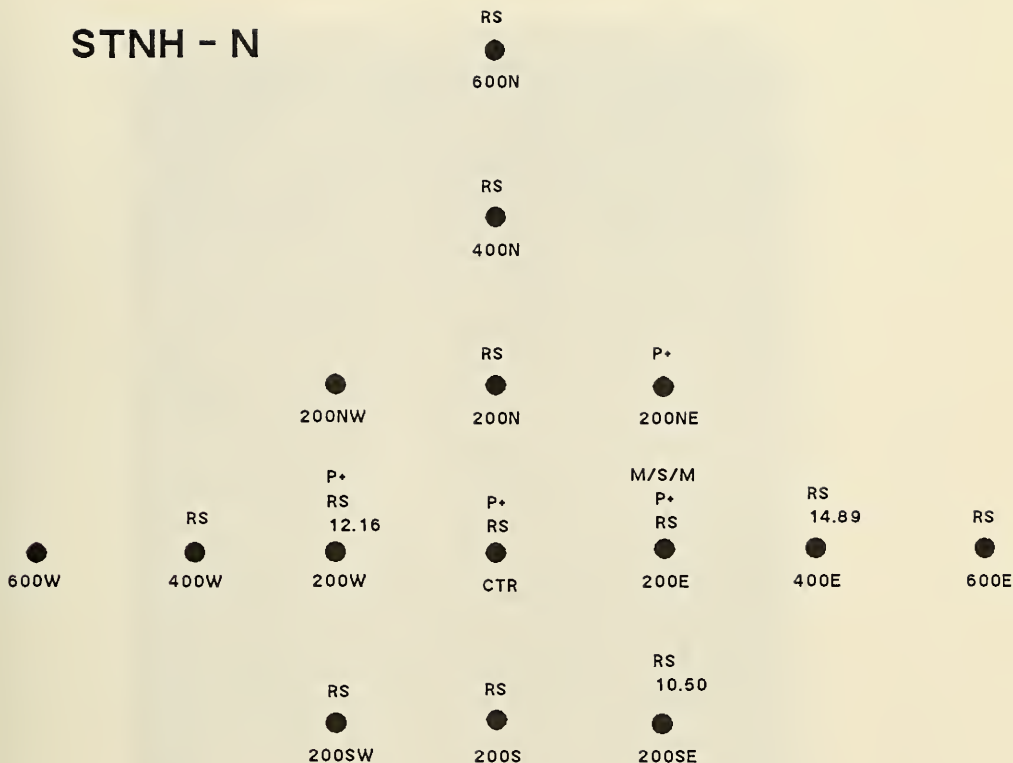 STNH - N
RS
600N
RS
400N
RS
P+
200NW
200N
200NE
P+
RS
12.16
P+
RS
M/S/M
P+
RS
RS
14.89
RS
RS
600W
400W
200W
CTR
200E
400E
600E
RS
RS
RS
10.50
200SW
200S
200SE